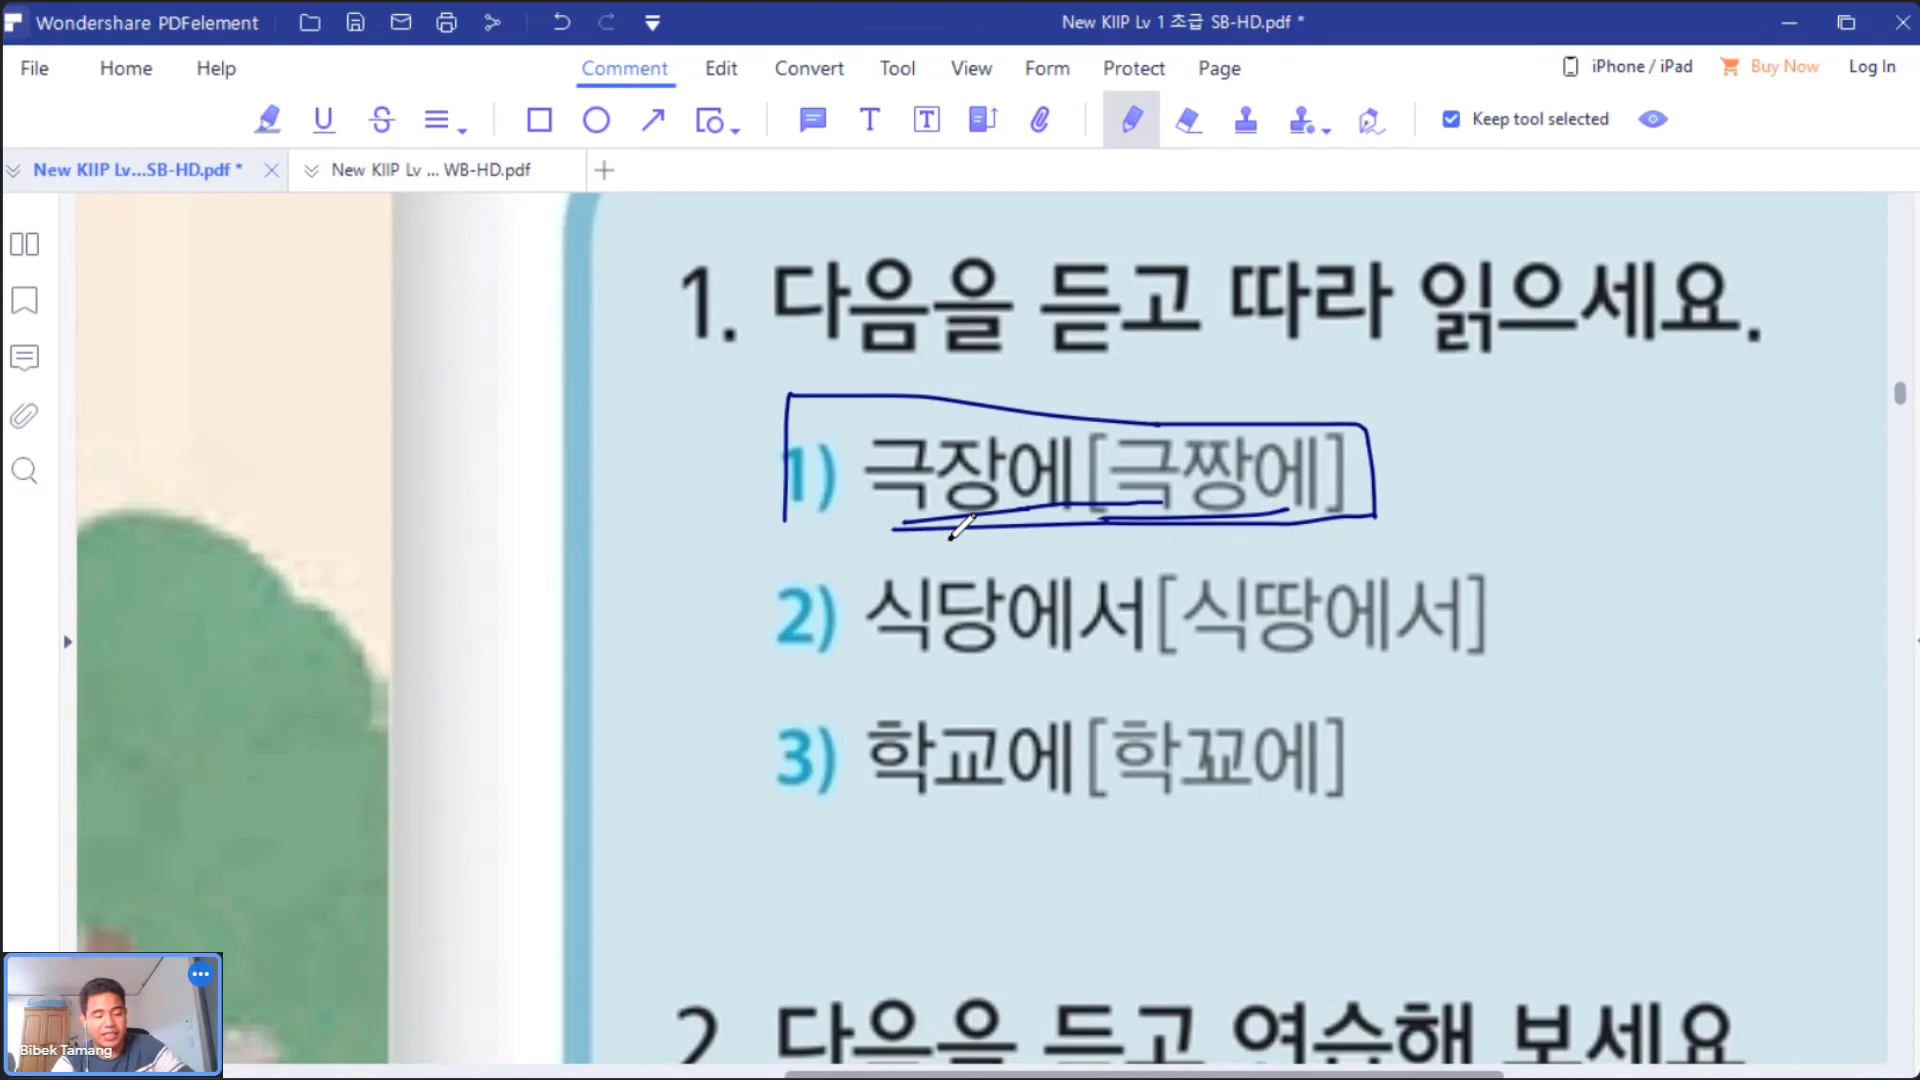 Wondershare PDFelement
New KIIP Lv 1 초급 SB-HD.pdf *
File Home Help Comment Edit Convert Tool View Form Protect Page iPhone / iPad Buy Now Log In
Keep tool selected
New KIIP Lv...SB-HD.pdf *
New KIIP Lv ... WB-HD.pdf
1. 다음을 듣고 따라 읽으세요.
1) 극장에[극짱에]
2) 식당에서[식땅에서]
3) 학교에[학꾜에]
2 다음을 듣고 연습해 보세요
Bibek Tamang